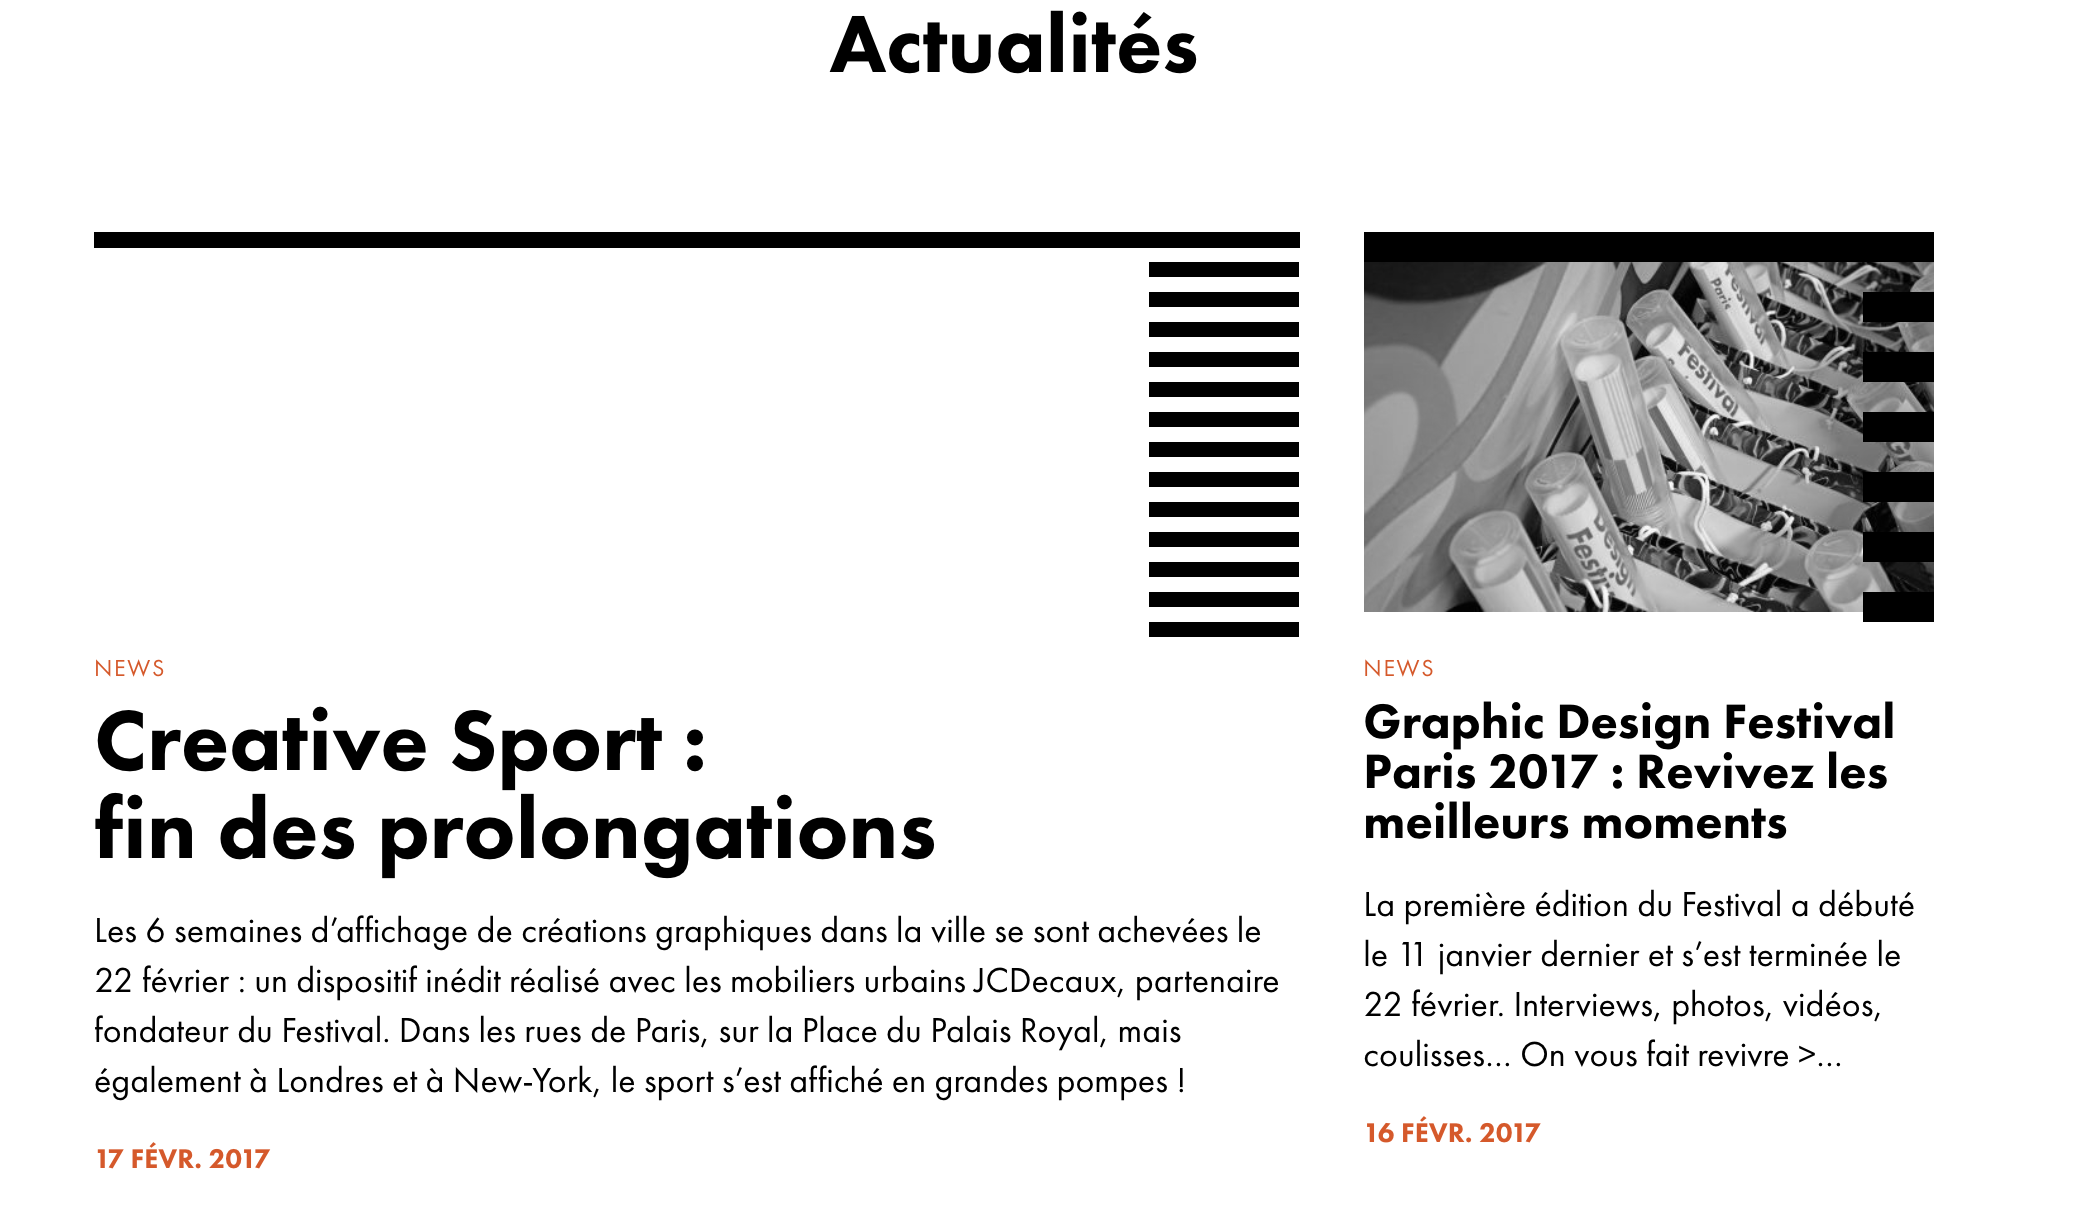 Actualités
NEWS
Creative Sport :
fin des prolongations
Les 6 semaines d’affichage de créations graphiques dans la ville se sont achevées le
22 février : un dispositif inédit réalisé avec les mobiliers urbains JCDecaux, partenaire
fondateur du Festival. Dans les rues de Paris, sur la Place du Palais Royal, mais
également à Londres et à New-York, le sport s’est affiché en grandes pompes !
17 FÉVR. 2017
Festival
Paris
Festival
Design
Festi
NEWS
Graphic Design Festival
Paris 2017 : Revivez les
meilleurs moments
La première édition du Festival a débuté
le 11 janvier dernier et s’est terminée le
22 février. Interviews, photos, vidéos,
coulisses... On vous fait revivre >...
16 FÉVR. 2017